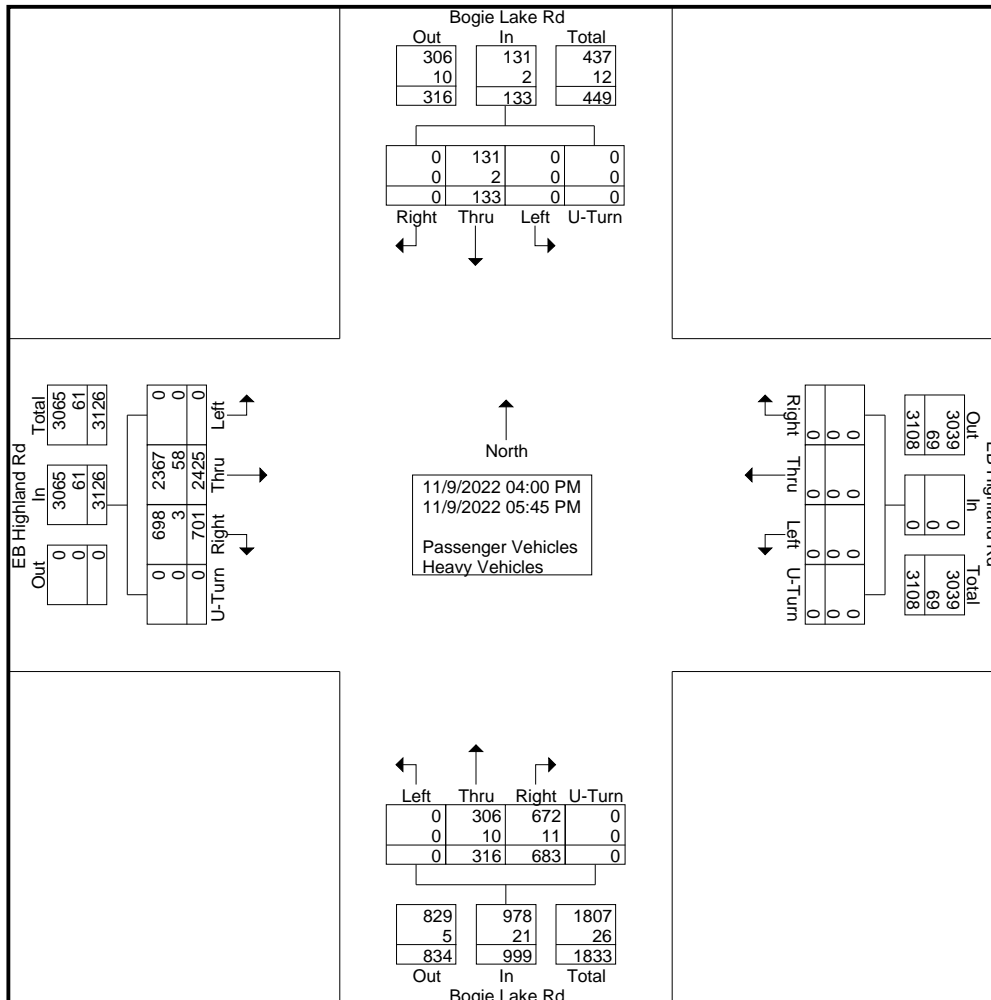 Bogie Lake Rd
Out In Total
306 131 437
10 2 12
316 133 449
0 131 0 0
0 2 0 0
0 133 0 0
Right Thru Left U-Turn
EB Highland Rd
Total In Out
3065 3065 0
61 61 0
3126 3126 0
0 2367 698 0
0 58 3 0
0 2425 701 0
Left Thru Right U-Turn
North
11/9/2022 04:00 PM
11/9/2022 05:45 PM
Passenger Vehicles
Heavy Vehicles
Right Thru Left U-Turn
0 0 0 0
0 0 0 0
0 0 0 0
Out In Total
3039 0 3039
69 0 69
3108 0 3108
EB Highland Rd
Left Thru Right U-Turn
0 306 672 0
0 10 11 0
0 316 683 0
829 978 1807
5 21 26
834 999 1833
Out In Total
Bogie Lake Rd